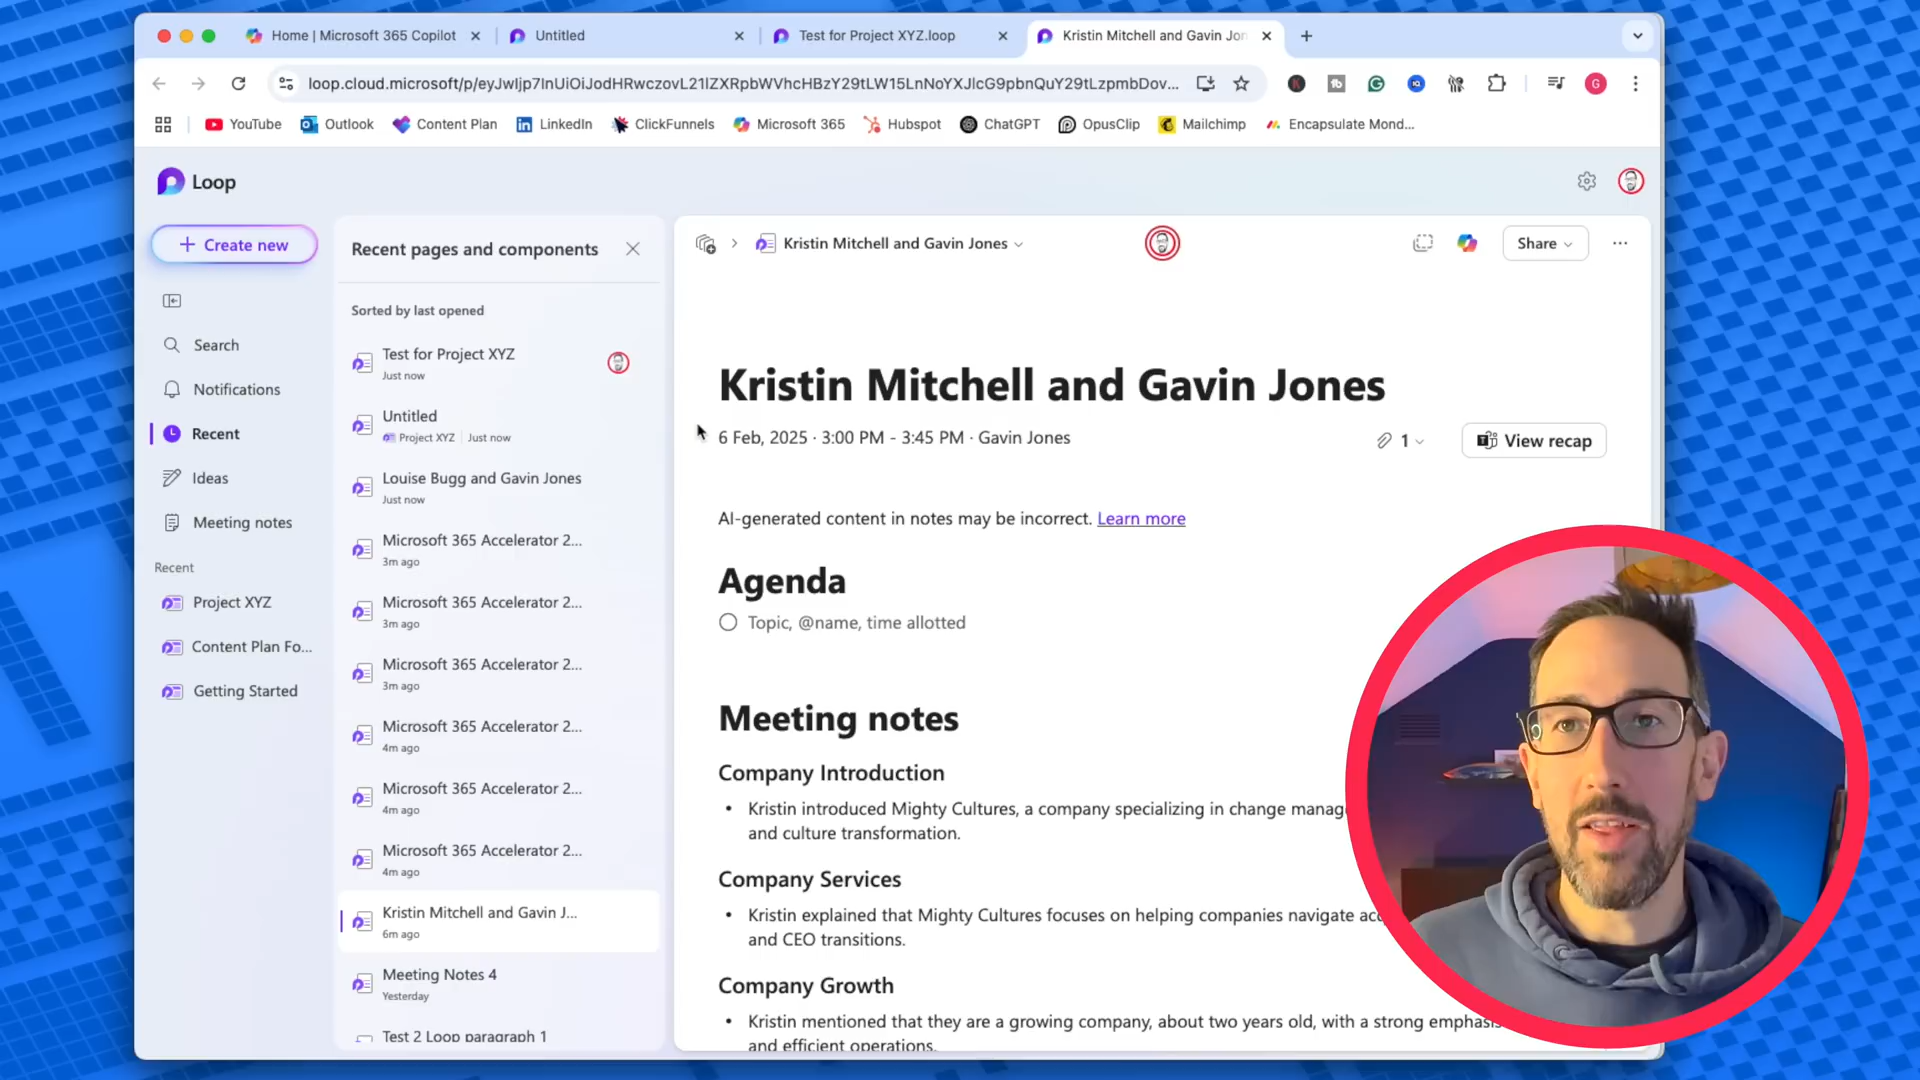 Home | Microsoft 365 Copilot
Untitled
Test for Project XYZ.loop
Kristin Mitchell and Gavin Jon
loop.cloud.microsoft/p/eyJwIjp7InUiOiJodHRwczovL21lZXRpbWVhcHBzY29tLW15LnNoYXJlcG9pbnQuY29tLzpmbDov...
YouTube
Outlook
Content Plan
LinkedIn
ClickFunnels
Microsoft 365
Hubspot
ChatGPT
OpusClip
Mailchimp
Encapsulate Mond...
Loop
Create new
Search
Notifications
Recent
Ideas
Meeting notes
Recent
Project XYZ
Content Plan Fo...
Getting Started
Recent pages and components
Sorted by last opened
Test for Project XYZ
Just now
Untitled
Project XYZ | Just now
Louise Bugg and Gavin Jones
Just now
Microsoft 365 Accelerator 2...
3m ago
Microsoft 365 Accelerator 2...
3m ago
Microsoft 365 Accelerator 2...
3m ago
Microsoft 365 Accelerator 2...
4m ago
Microsoft 365 Accelerator 2...
4m ago
Microsoft 365 Accelerator 2...
4m ago
Kristin Mitchell and Gavin J...
6m ago
Meeting Notes 4
Yesterday
Test 2 Loop paragraph 1
Kristin Mitchell and Gavin Jones
Share
Kristin Mitchell and Gavin Jones
6 Feb, 2025 · 3:00 PM - 3:45 PM · Gavin Jones
1
View recap
AI-generated content in notes may be incorrect. Learn more
Agenda
Topic, @name, time allotted
Meeting notes
Company Introduction
• Kristin introduced Mighty Cultures, a company specializing in change manag
and culture transformation.
Company Services
• Kristin explained that Mighty Cultures focuses on helping companies navigate ac
and CEO transitions.
Company Growth
• Kristin mentioned that they are a growing company, about two years old, with a strong emphas
and efficient operations.